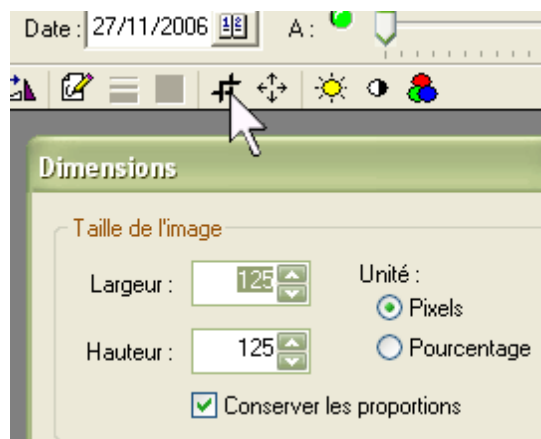 Date : 27/11/2006 A :
Dimensions
Taille de l'image
Largeur : 125 Unité :
Pixels
Hauteur : 125 Pourcentage
Conserver les proportions